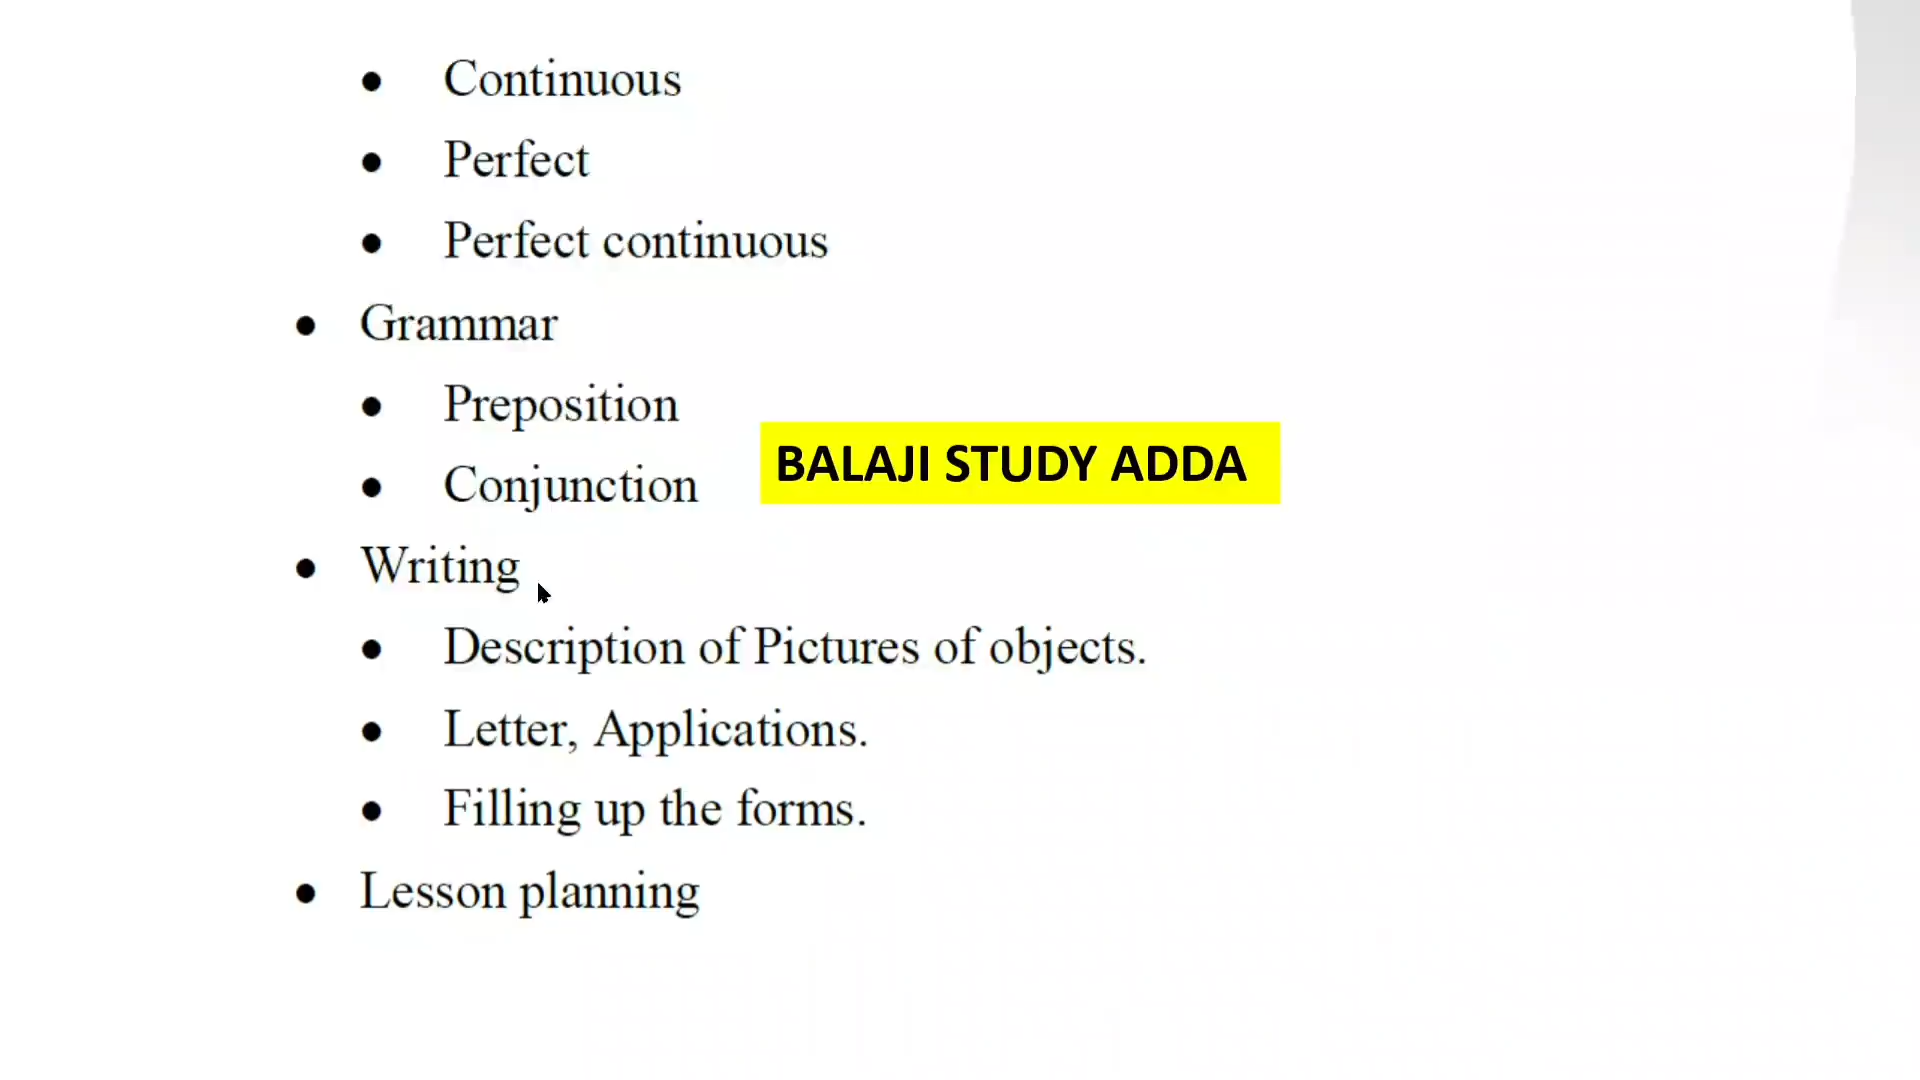 • Continuous
• Perfect
• Perfect continuous
• Grammar
• Preposition
• Conjunction
BALAJI STUDY ADDA
• Writing
• Description of Pictures of objects.
• Letter, Applications.
• Filling up the forms.
• Lesson planning